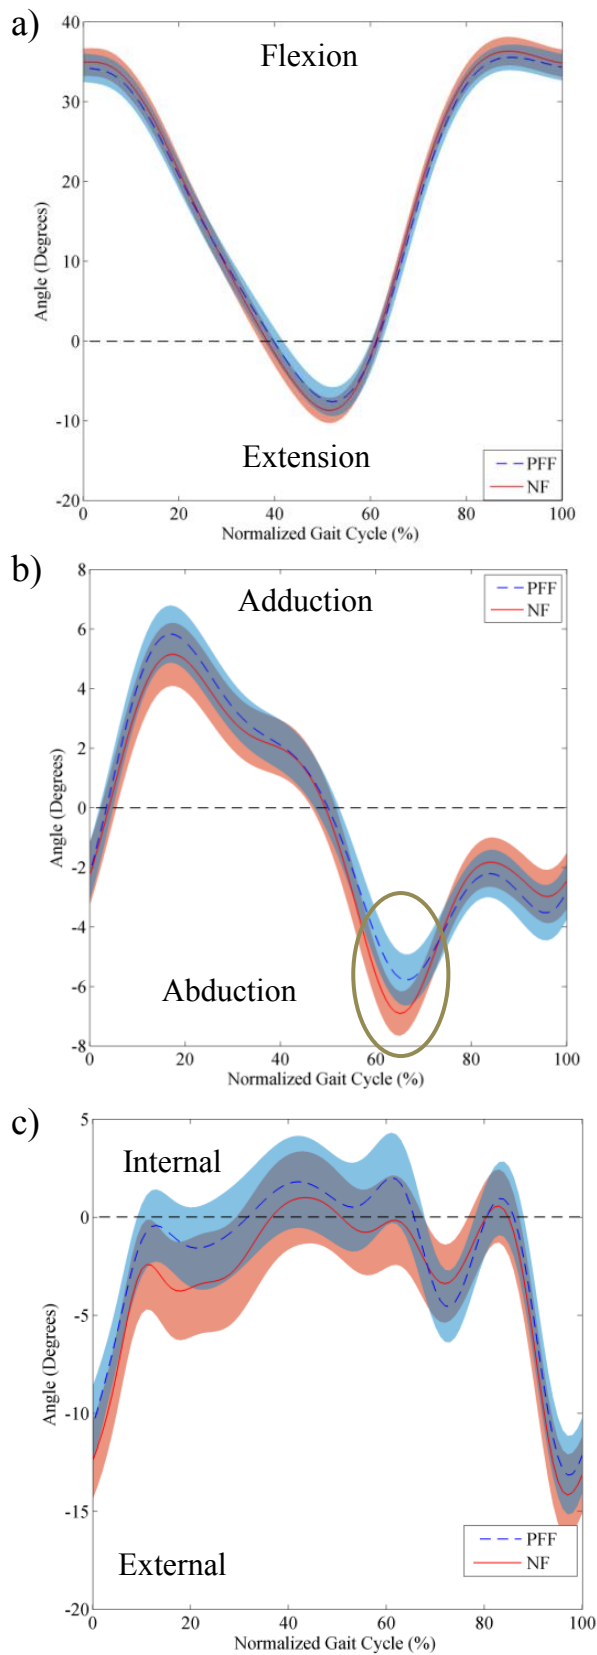 a)
40
Flexion
30
20
10
0
-10
Extension
-20
Angle (Degrees)
PFF
NF
0 20 40 60 80 100
Normalized Gait Cycle (%)
b)
8
Adduction
6
4
2
0
-2
-4
-6
Abduction
-8
Angle (Degrees)
PFF
NF
0 20 40 60 80 100
Normalized Gait Cycle (%)
c)
5
Internal
0
-5
-10
-15
External
-20
Angle (Degrees)
PFF
NF
0 20 40 60 80 100
Normalized Gait Cycle (%)